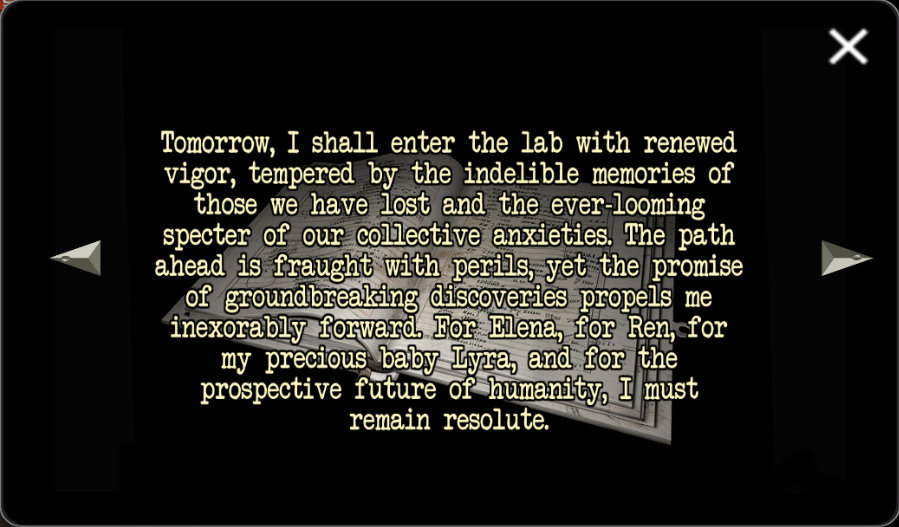 Tomorrow, I shall enter the lab with renewed
vigor, tempered by the indelible memories of
those we have lost and the ever-looming
specter of our collective anxieties. The path
ahead is fraught with perils, yet the promise
of groundbreaking discoveries propels me
inexorably forward. For Elena, for Ren, for
my precious baby Lyra, and for the
prospective future of humanity, I must
remain resolute.